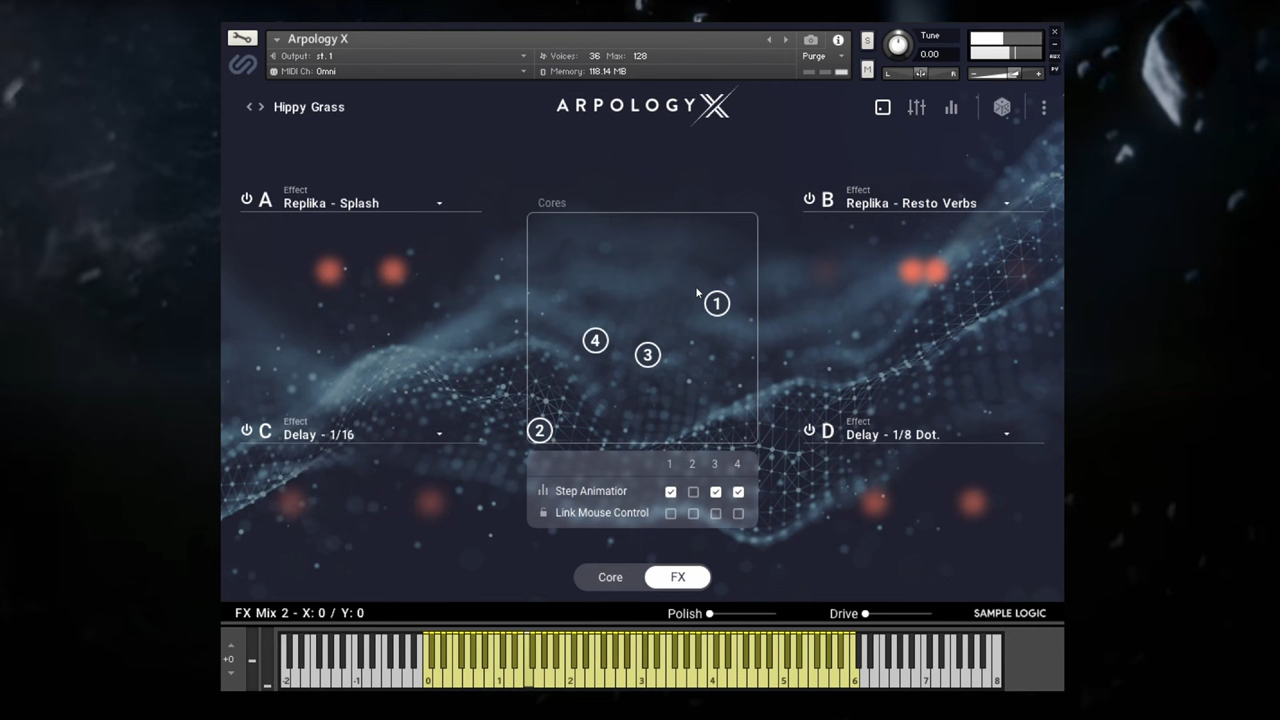 Arpology X
Output: st.1
Voices: 36 Max: 128
Purge
MIDI Ch: Omni
Memory: 118.14 MB
S
M
Tune
0.00
L R
AUX
PV
Hippy Grass
ARPOLOGY X
A Effect
Replika - Splash
B Effect
Replika - Resto Verbs
Cores
1
4
3
2
C Effect
Delay - 1/16
D Effect
Delay - 1/8 Dot.
1 2 3 4
Step Animatior
Link Mouse Control
Core FX
FX Mix 2 - X: 0 / Y: 0
Polish
Drive
SAMPLE LOGIC
+0
-2 -1 0 1 2 3 4 5 6 7 8